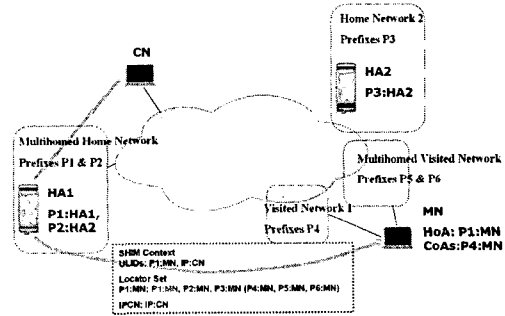 Home Network 2
Prefixes P3
HA2
P3:HA2
CN
Multihomed Home Network
Prefixes P1 & P2
HA1
P1:HA1,
P2:HA2
Multihomed Visited Network
Prefixes P5 & P6
Visited Network 1
Prefixes P4
MN
HoA: P1:MN
CoAs:P4:MN
SHIM Context
ULIDs: P1:MN, IP:CN
Locator Set
P1:MN: P1:MN, P2:MN, P3:MN (P4:MN, P5:MN, P6:MN)
IPCN: IP:CN